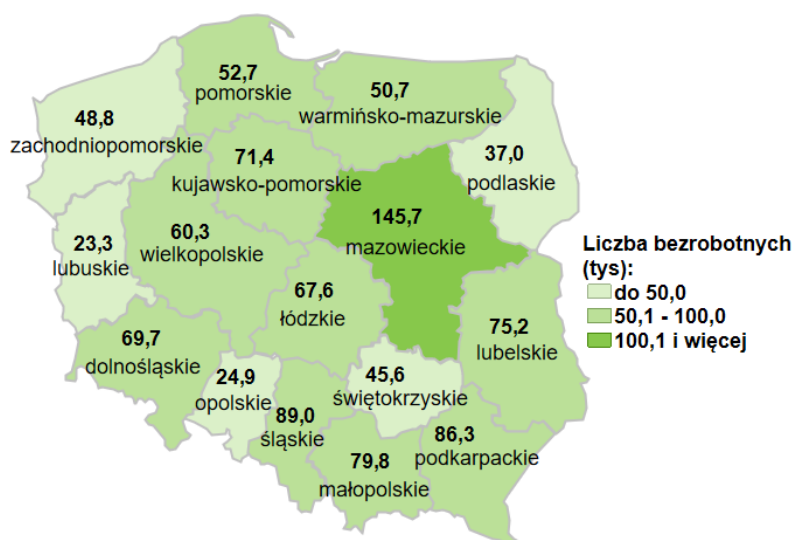 52,7
pomorskie
50,7
warmińsko-mazurskie
48,8
zachodniopomorskie
71,4
kujawsko-pomorskie
37,0
podlaskie
145,7
mazowieckie
60,3
wielkopolskie
23,3
lubuskie
67,6
łódzkie
75,2
lubelskie
69,7
dolnośląskie
24,9
opolskie
45,6
świętokrzyskie
89,0
śląskie
86,3
podkarpackie
79,8
małopolskie
Liczba bezrobotnych
(tys):
do 50,0
50,1 - 100,0
100,1 i więcej